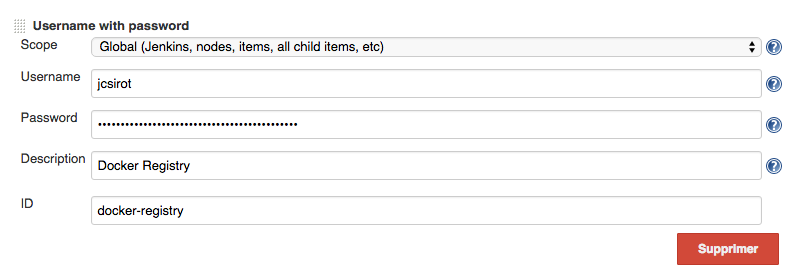 Username with password
Scope Global (Jenkins, nodes, items, all child items, etc)
Username jcsirot
Password ••••••••••••••••••••••••••••••••••••••••••••
Description Docker Registry
ID docker-registry
Supprimer